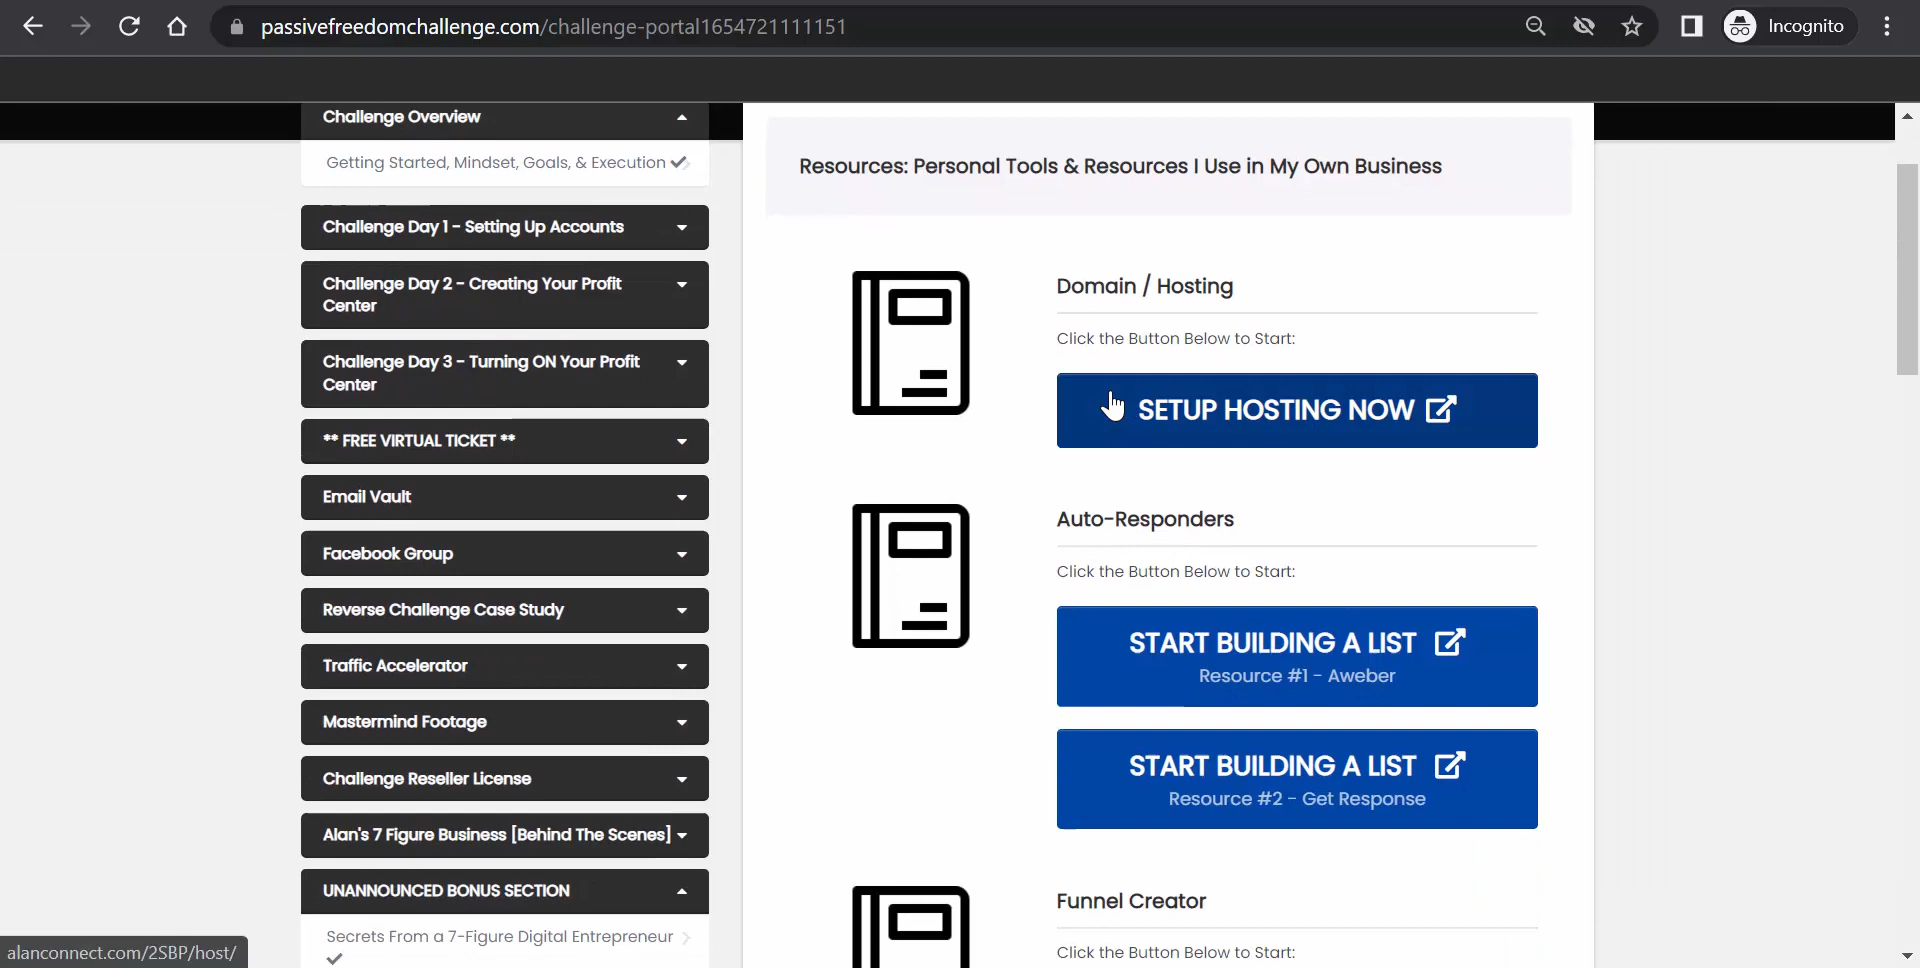 passivefreedomchallenge.com/challenge-portal1654721111151
Incognito
Challenge Overview
Getting Started, Mindset, Goals, & Execution
Challenge Day 1 - Setting Up Accounts
Challenge Day 2 - Creating Your Profit
Center
Challenge Day 3 - Turning ON Your Profit
Center
** FREE VIRTUAL TICKET **
Email Vault
Facebook Group
Reverse Challenge Case Study
Traffic Accelerator
Mastermind Footage
Challenge Reseller License
Alan's 7 Figure Business [Behind The Scenes]
UNANNOUNCED BONUS SECTION
Secrets From a 7-Figure Digital Entrepreneur
Resources: Personal Tools & Resources I Use in My Own Business
Domain / Hosting
Click the Button Below to Start:
SETUP HOSTING NOW
Auto-Responders
Click the Button Below to Start:
START BUILDING A LIST
Resource #1 - Aweber
START BUILDING A LIST
Resource #2 - Get Response
Funnel Creator
Click the Button Below to Start:
alanconnect.com/2SBP/host/